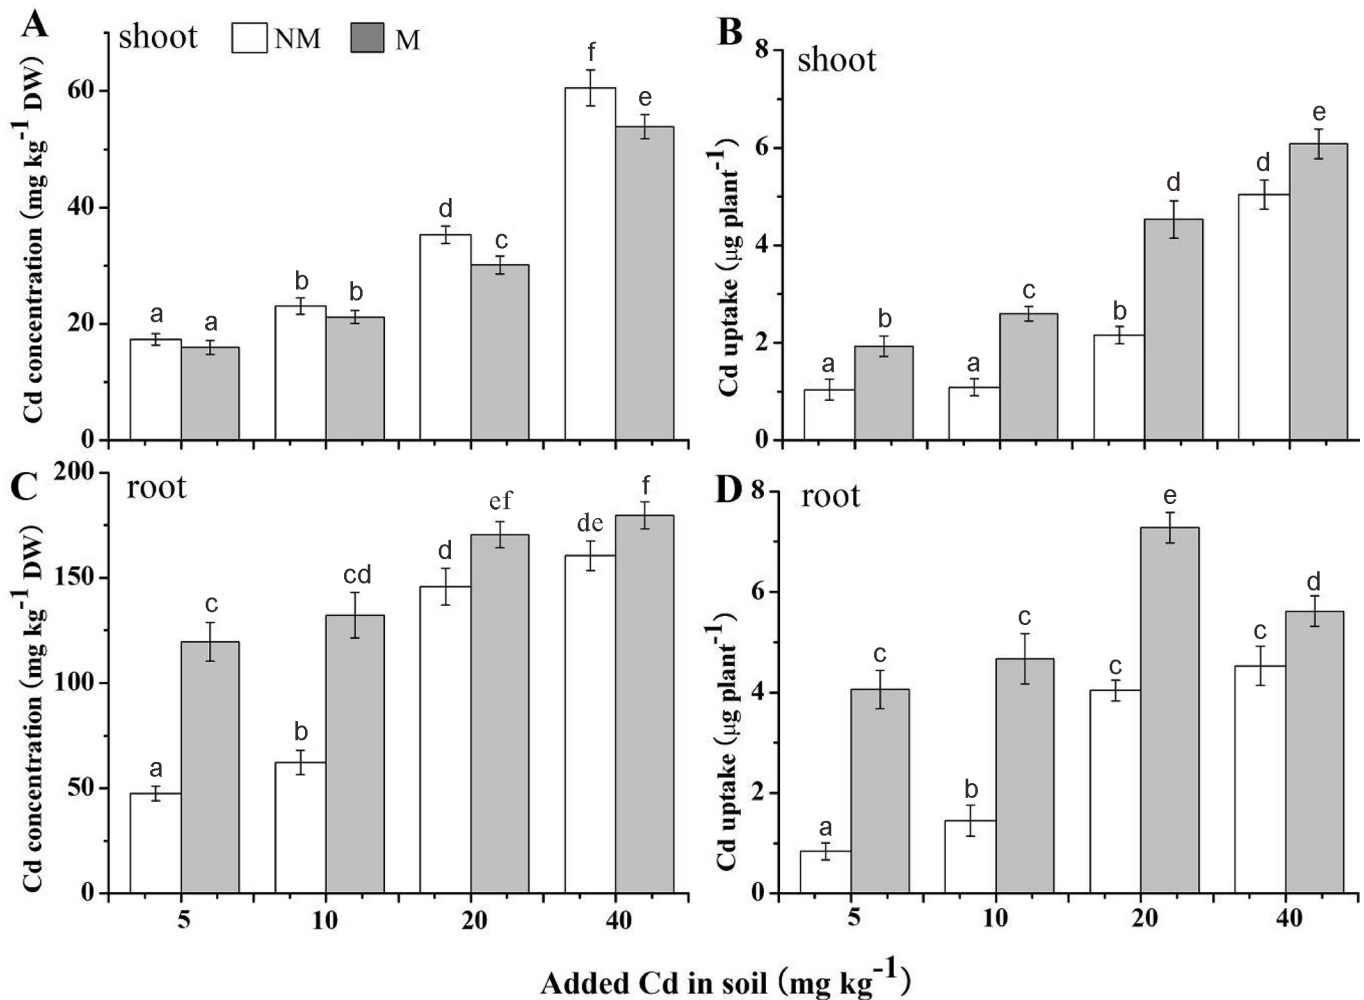 A shoot NM M
Cd concentration (mg kg-1 DW)
60
40
20
0
a a b b d c f e
B shoot
Cd uptake (μg plant-1)
8
6
4
2
0
a b a c b d d e
C root
Cd concentration (mg kg-1 DW)
200
150
100
50
0
a c b cd d ef de f
5 10 20 40
D root
Cd uptake (μg plant-1)
8
6
4
2
0
a c b c c e c d
5 10 20 40
Added Cd in soil (mg kg-1)